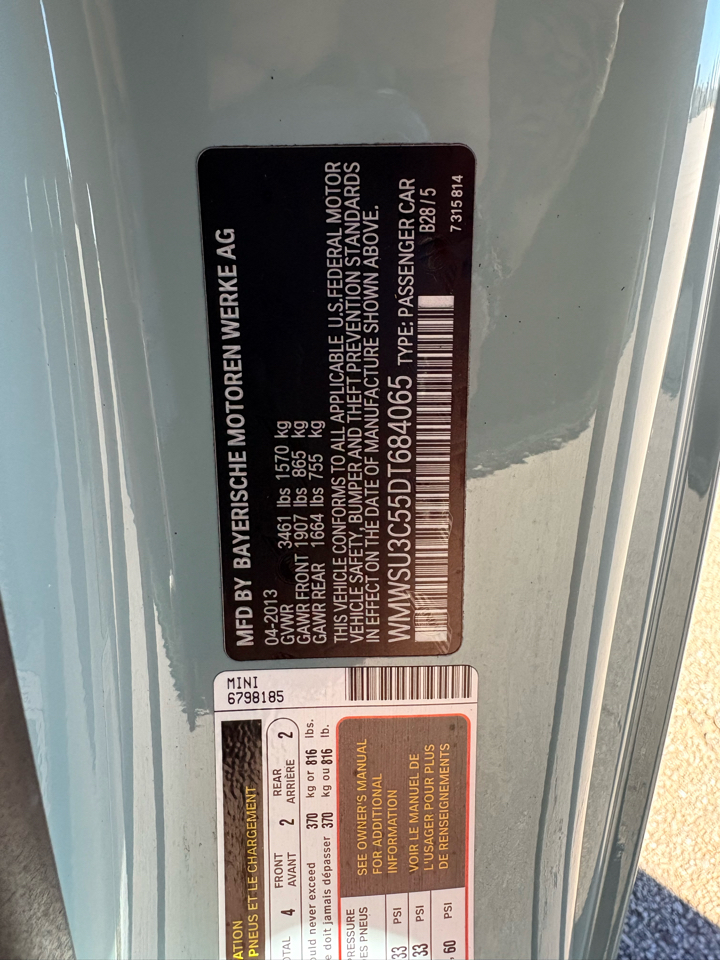 MFD BY BAYERISCHE MOTOREN WERKE AG
04-2013
GVWR 3461 lbs 1570 kg
GAWR FRONT 1907 lbs 865 kg
GAWR REAR 1664 lbs 755 kg
THIS VEHICLE CONFORMS TO ALL APPLICABLE U.S.FEDERAL MOTOR
VEHICLE SAFETY, BUMPER AND THEFT PREVENTION STANDARDS
IN EFFECT ON THE DATE OF MANUFACTURE SHOWN ABOVE.
WMWSU3C55DT684065 TYPE: PASSENGER CAR
B28/5
7315814
MINI
6798185
ATION
PNEUS ET LE CHARGEMENT
OTAL 4 FRONT 2 REAR 2
AVANT ARRIÈRE
ould never exceed 370 kg or 816 lbs.
e doit jamais dépasser 370 kg ou 816 lb.
RESSURE
ES PNEUS
33 PSI
33 PSI
60 PSI
SEE OWNER'S MANUAL
FOR ADDITIONAL
INFORMATION
VOIR LE MANUEL DE
L'USAGER POUR PLUS
DE RENSEIGNEMENTS